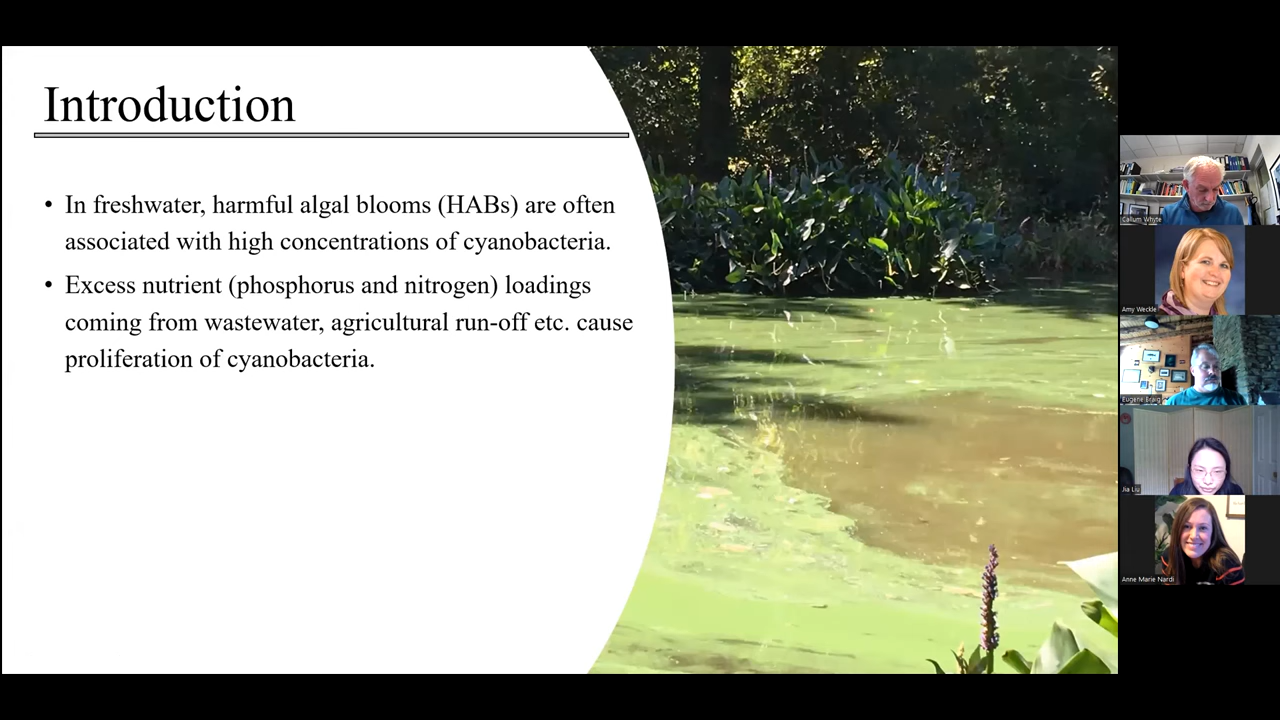 Introduction
• In freshwater, harmful algal blooms (HABs) are often
associated with high concentrations of cyanobacteria.
• Excess nutrient (phosphorus and nitrogen) loadings
coming from wastewater, agricultural run-off etc. cause
proliferation of cyanobacteria.
Callum Whyte
Amy Weckle
Eugene Braig
Jia Liu
Anne Marie Nardi